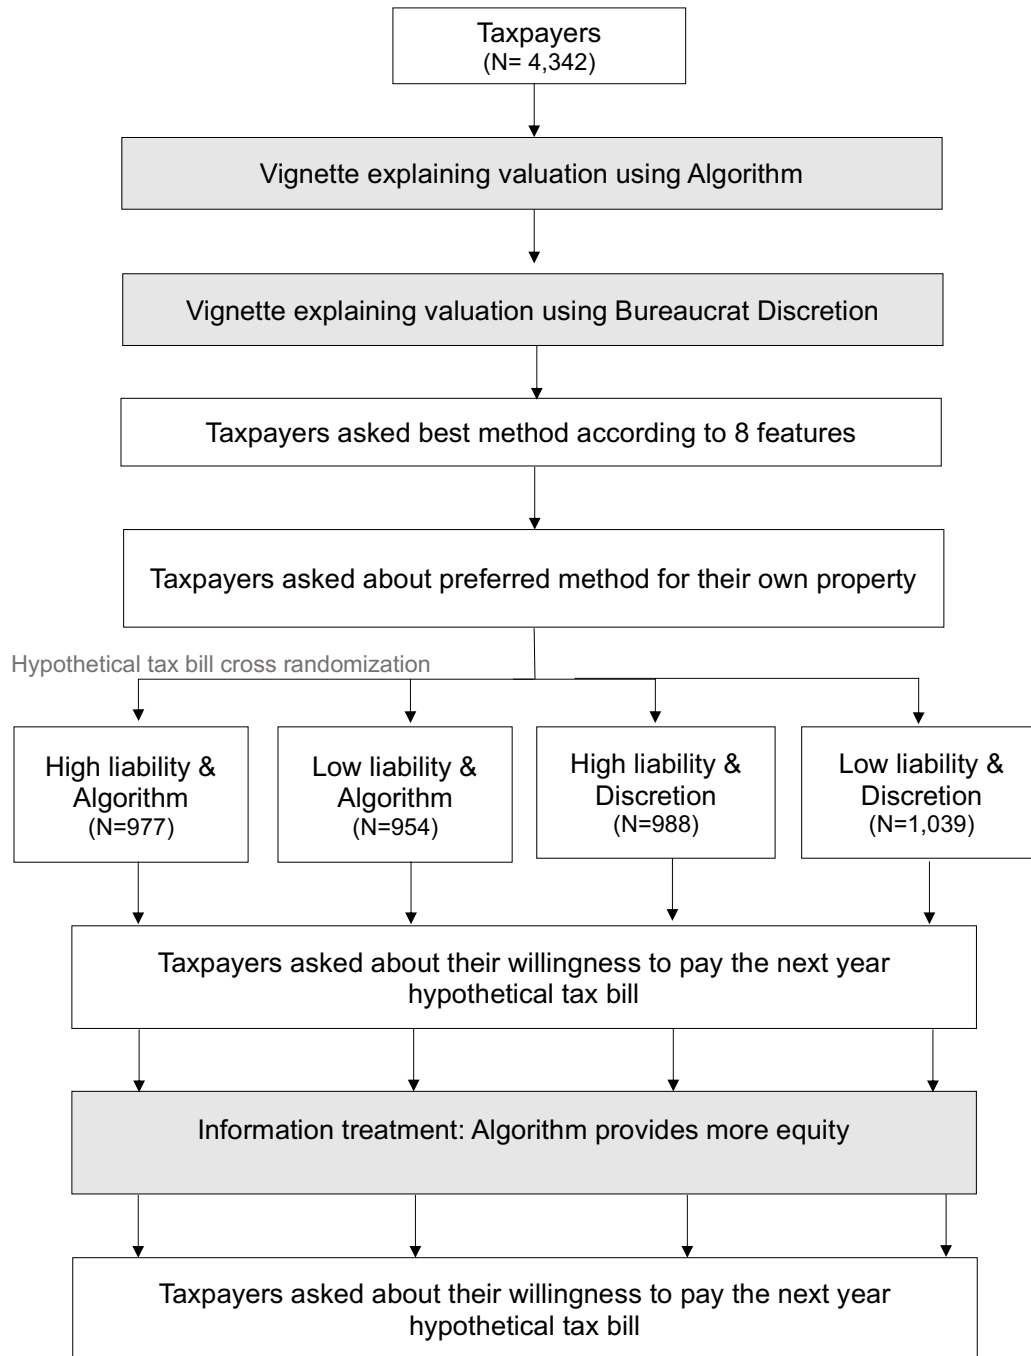 Taxpayers
(N= 4,342)
Vignette explaining valuation using Algorithm
Vignette explaining valuation using Bureaucrat Discretion
Taxpayers asked best method according to 8 features
Taxpayers asked about preferred method for their own property
Hypothetical tax bill cross randomization
High liability &
Algorithm
(N=977)
Low liability &
Algorithm
(N=954)
High liability &
Discretion
(N=988)
Low liability &
Discretion
(N=1,039)
Taxpayers asked about their willingness to pay the next year
hypothetical tax bill
Information treatment: Algorithm provides more equity
Taxpayers asked about their willingness to pay the next year
hypothetical tax bill